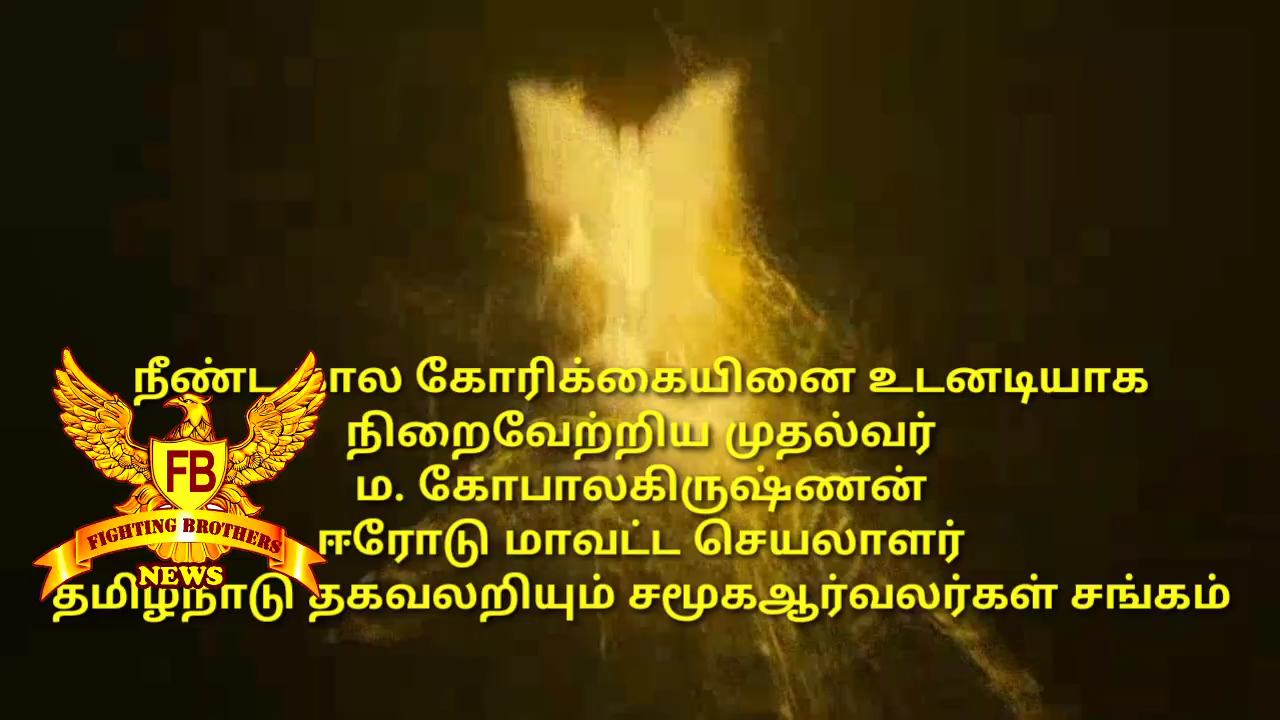 நீண்ட கால கோரிக்கையினை உடனடியாக
நிறைவேற்றிய முதல்வர்
ம. கோபாலகிருஷ்ணன்
ஈரோடு மாவட்ட செயலாளர்
தமிழ்நாடு தகவலறியும் சமூகஆர்வலர்கள் சங்கம்
FB
FIGHTING BROTHERS
NEWS